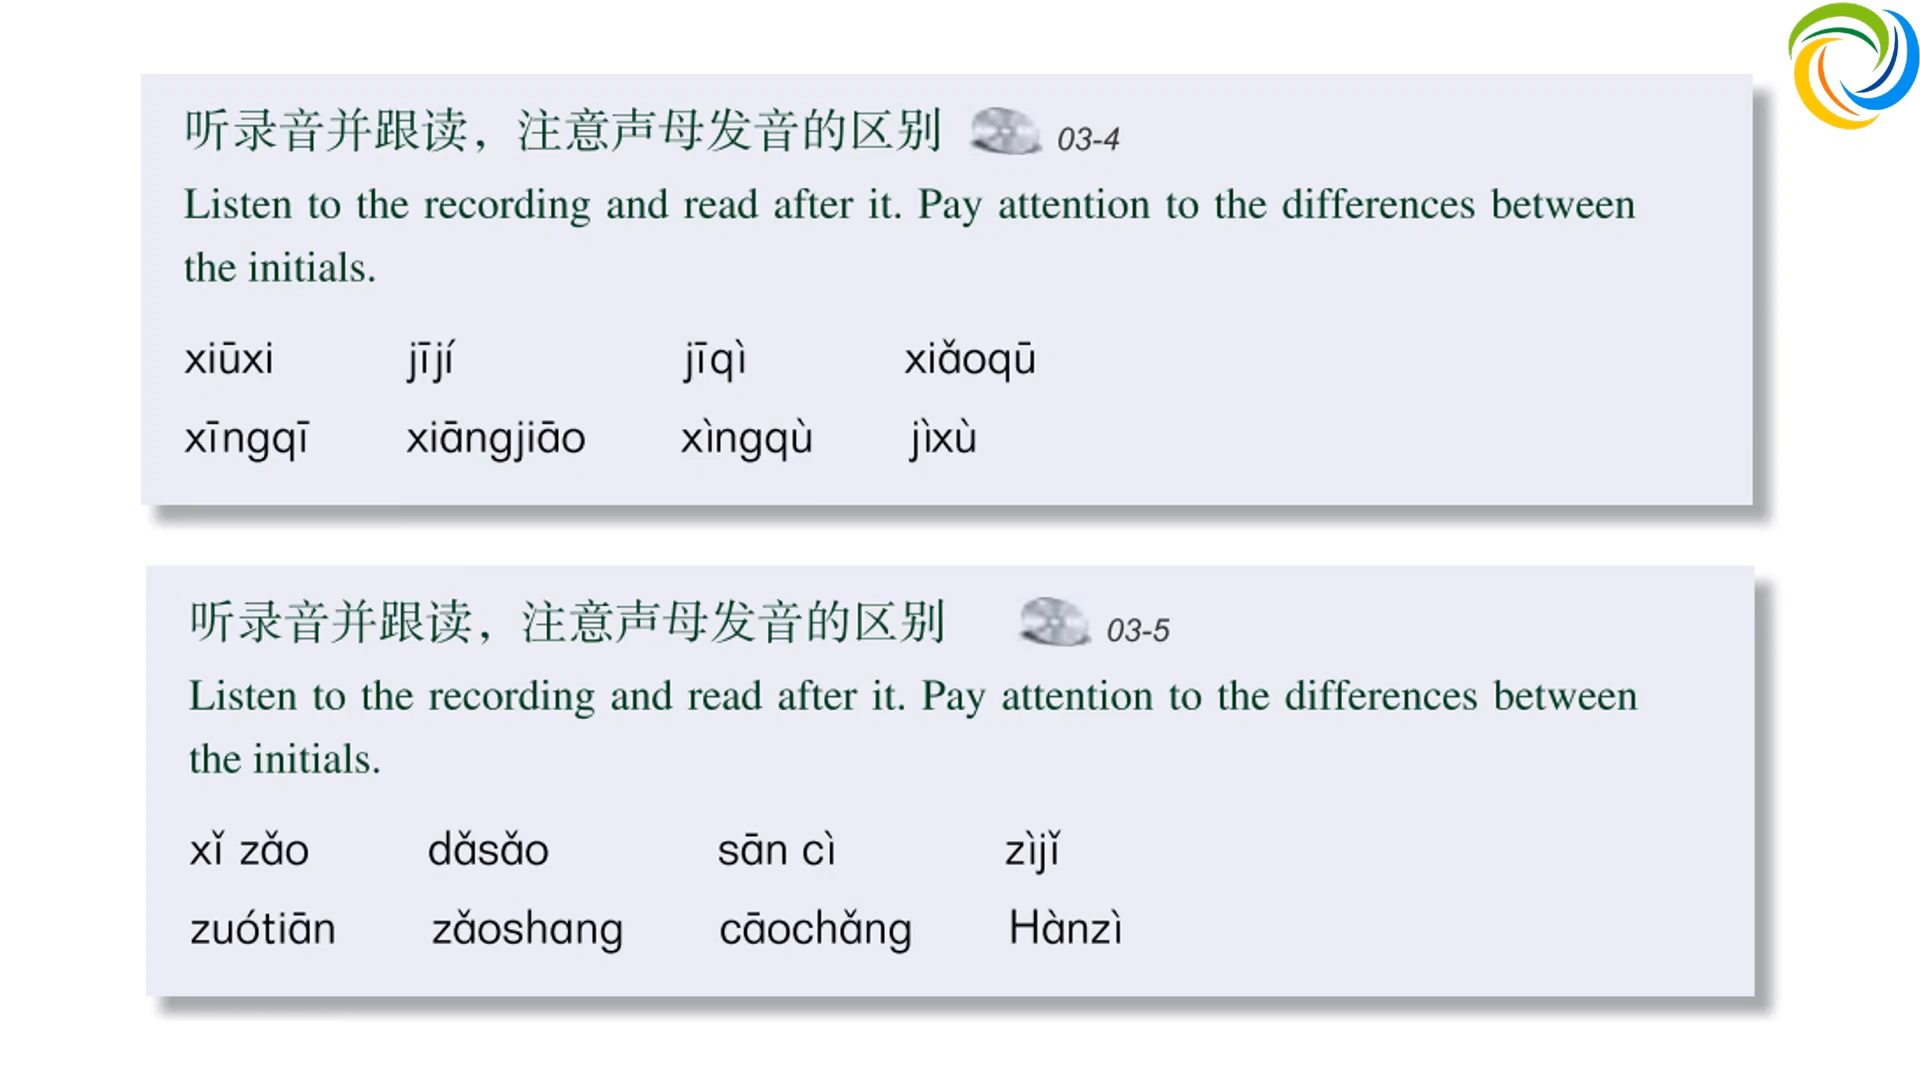 听录音并跟读，注意声母发音的区别 03-4
Listen to the recording and read after it. Pay attention to the differences between
the initials.
xiūxi jījí jīqì xiǎoqū
xīngqī xiāngjiāo xìngqù jìxù
听录音并跟读，注意声母发音的区别 03-5
Listen to the recording and read after it. Pay attention to the differences between
the initials.
xǐ zǎo dǎsǎo sān cì zìjǐ
zuótiān zǎoshang cāochǎng Hànzì